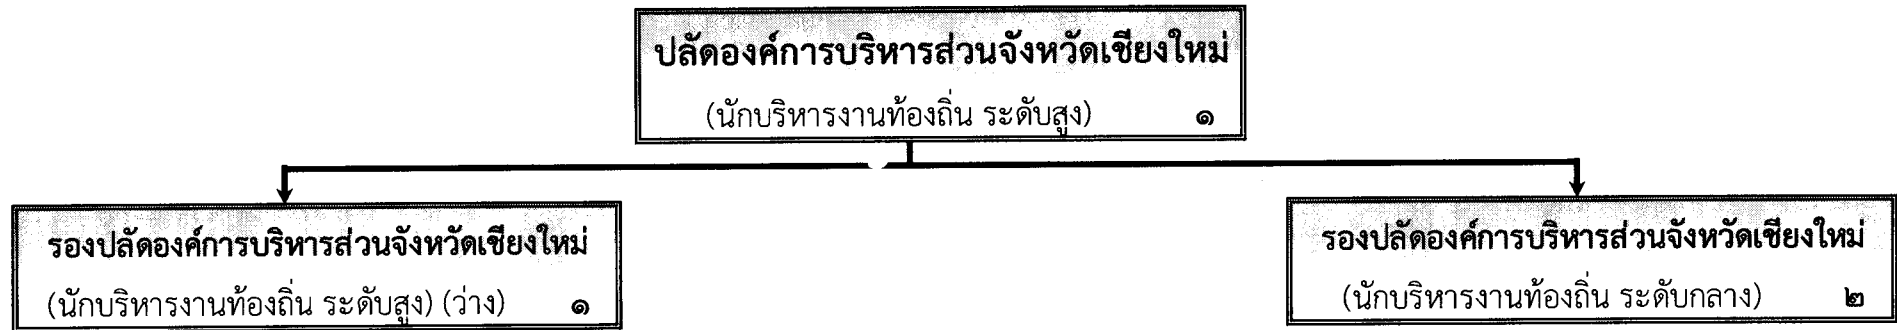 ปลัดองค์การบริหารส่วนจังหวัดเชียงใหม่
(นักบริหารงานท้องถิ่น ระดับสูง) ๑
รองปลัดองค์การบริหารส่วนจังหวัดเชียงใหม่
(นักบริหารงานท้องถิ่น ระดับสูง) (ว่าง) ๑
รองปลัดองค์การบริหารส่วนจังหวัดเชียงใหม่
(นักบริหารงานท้องถิ่น ระดับกลาง) ๒